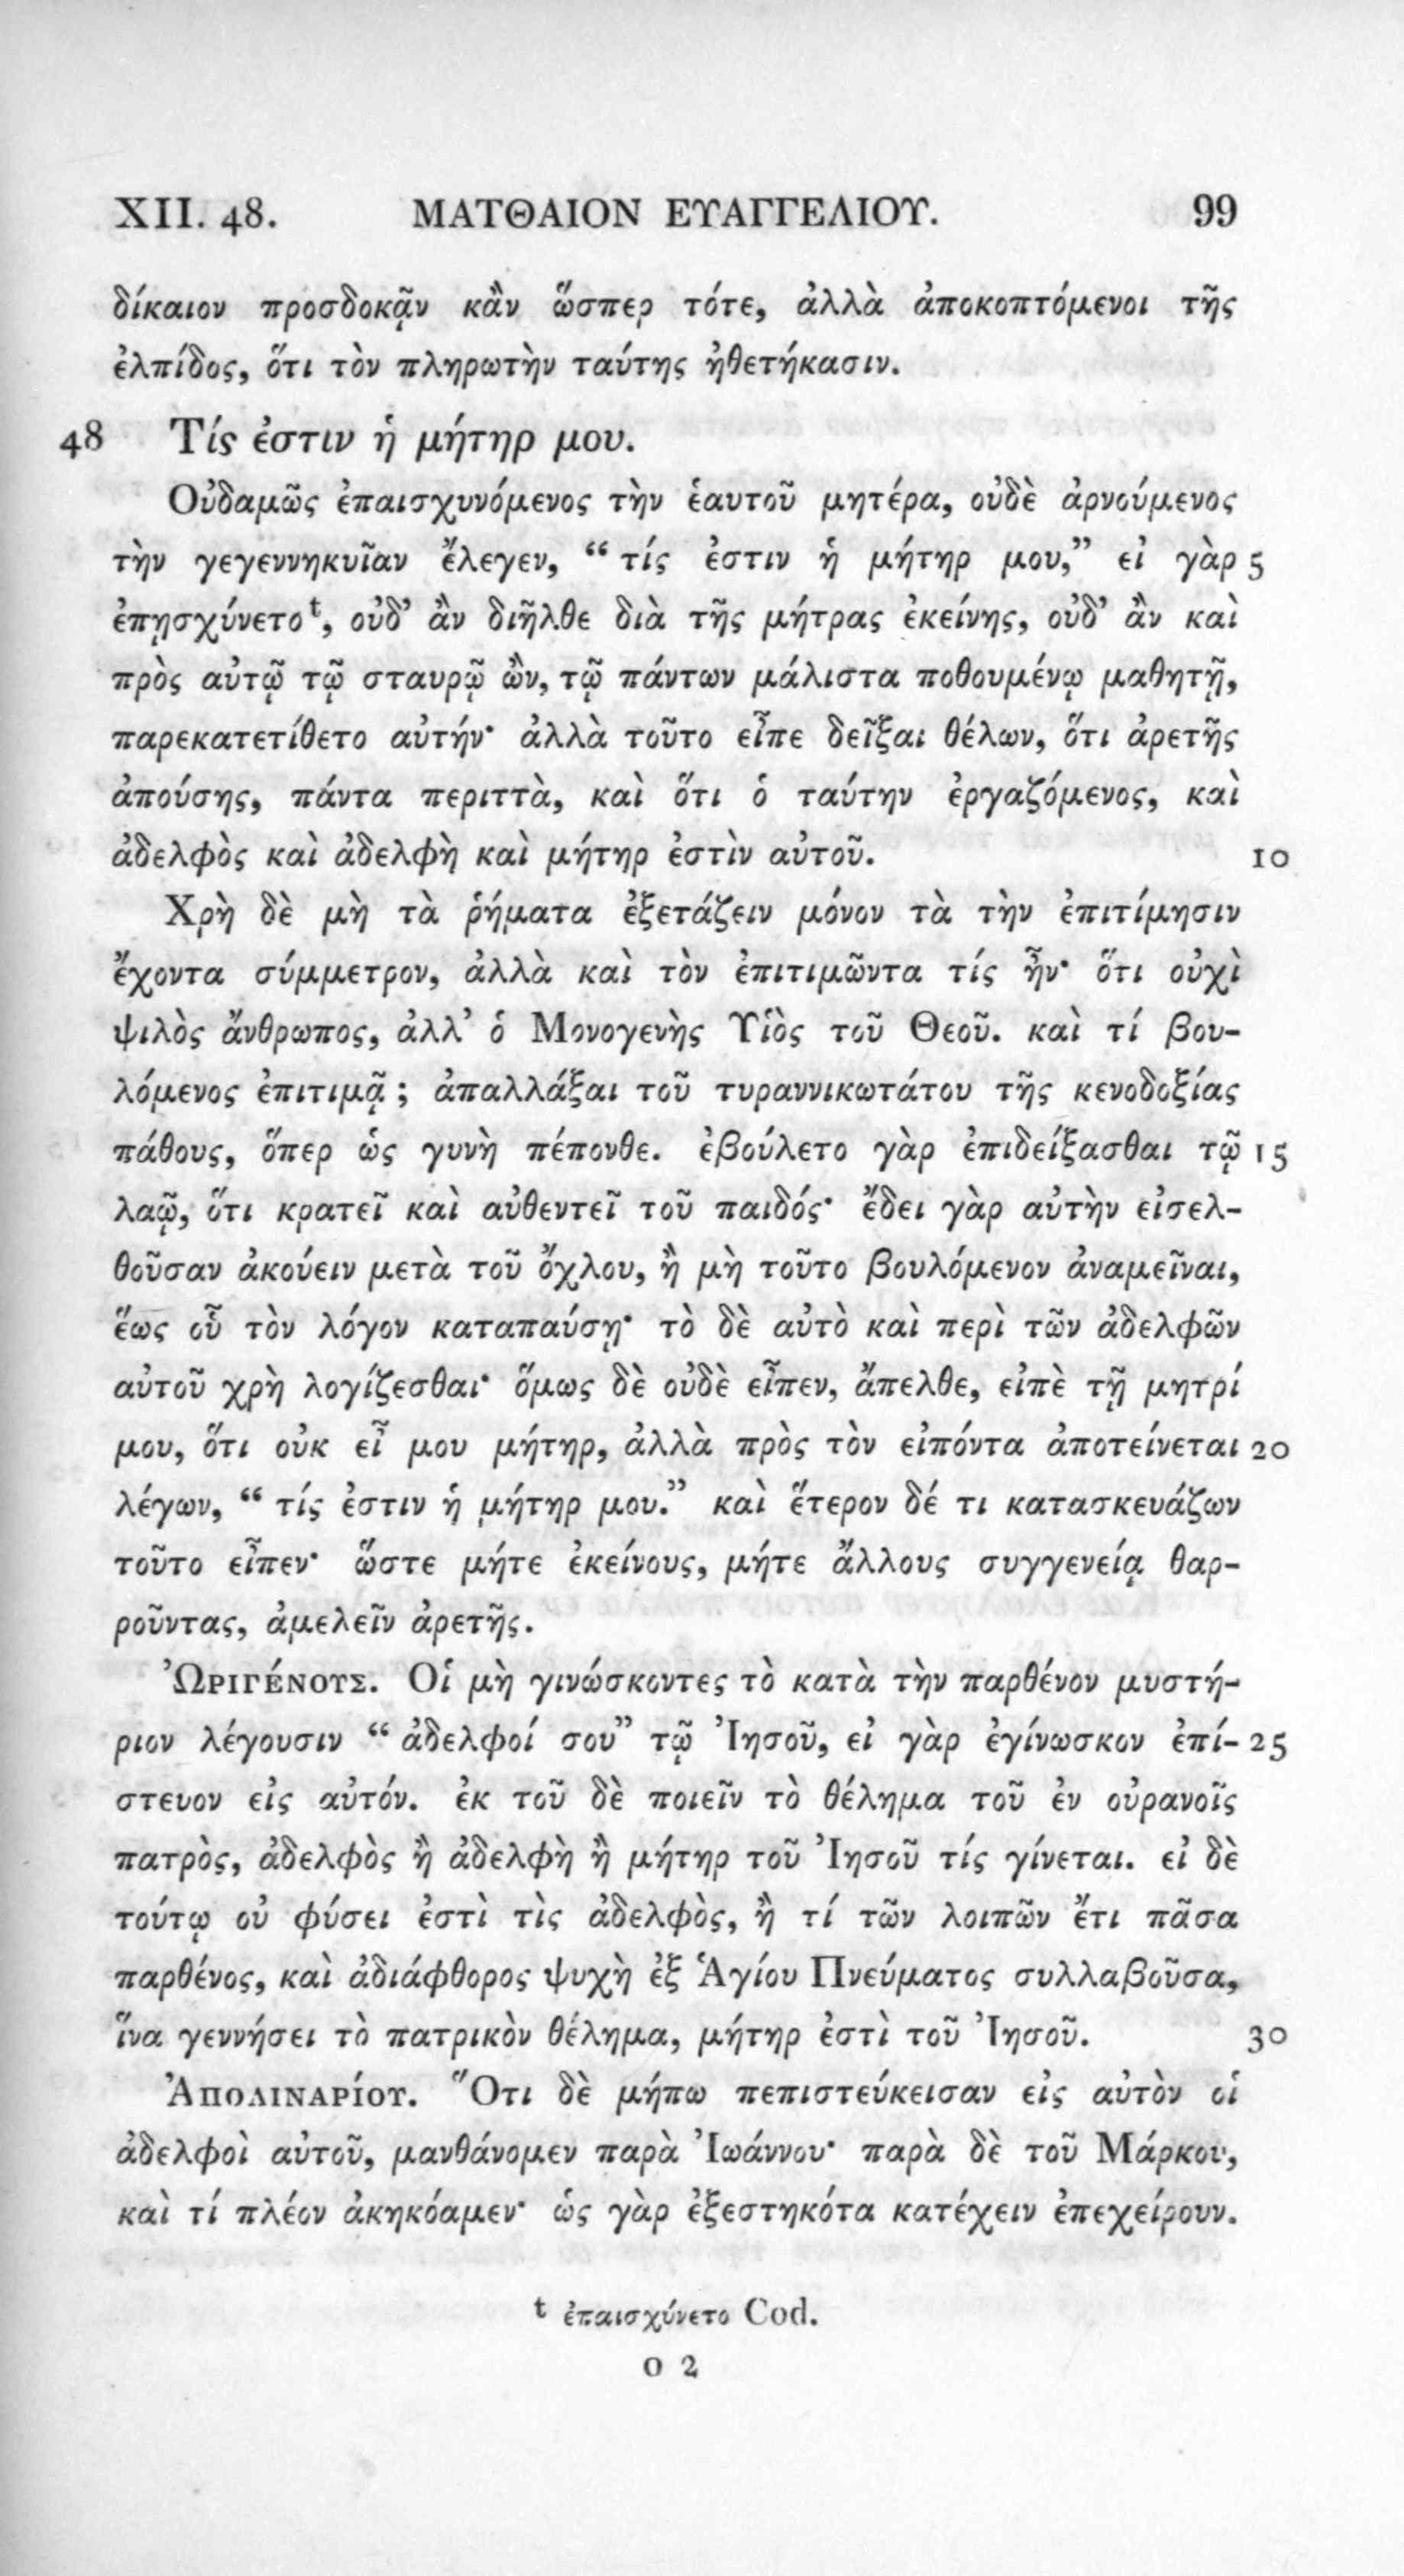 XII. 48. ΜΑΤΘΑΙΟΝ ΕΥΑΓΓΕΛΙΟΥ. 99
δίκαιον προσδοκᾷν κἂν ὥσπερ τότε, ἀλλὰ ἀποκοπτόμενοι τῆς
ἐλπίδος, ὅτι τὸν πληρωτὴν ταύτης ἠθετήκασιν.
48 Τίς ἐστιν ἡ μήτηρ μου.
Οὐδαμῶς ἐπαισχυνόμενος τὴν ἑαυτοῦ μητέρα, οὐδὲ ἀρνούμενος
τὴν γεγεννηκυῖαν ἔλεγεν, “ τίς ἐστιν ἡ μήτηρ μου,” εἰ γὰρ 5
ἐπῃσχύνετο t, οὐδ’ ἂν διῆλθε διὰ τῆς μήτρας ἐκείνης, οὐδ’ ἂν καὶ
πρὸς αὐτῷ τῷ σταυρῷ ὢν, τῷ πάντων μάλιστα ποθουμένῳ μαθητῇ,
παρεκατετίθετο αὐτήν· ἀλλὰ τοῦτο εἶπε δεῖξαι θέλων, ὅτι ἀρετῆς
ἀπούσης, πάντα περιττὰ, καὶ ὅτι ὁ ταύτην ἐργαζόμενος, καὶ
ἀδελφὸς καὶ ἀδελφὴ καὶ μήτηρ ἐστὶν αὐτοῦ. 10
Χρὴ δὲ μὴ τὰ ῥήματα ἐξετάζειν μόνον τὰ τὴν ἐπιτίμησιν
ἔχοντα σύμμετρον, ἀλλὰ καὶ τὸν ἐπιτιμῶντα τίς ἦν· ὅτι οὐχὶ
ψιλὸς ἄνθρωπος, ἀλλ’ ὁ Μονογενὴς Υἱὸς τοῦ Θεοῦ. καὶ τί βου-
λόμενος ἐπιτιμᾷ ; ἀπαλλάξαι τοῦ τυραννικωτάτου τῆς κενοδοξίας
πάθους, ὅπερ ὡς γυνὴ πέπονθε. ἐβούλετο γὰρ ἐπιδείξασθαι τῷ 15
λαῷ, ὅτι κρατεῖ καὶ αὐθεντεῖ τοῦ παιδός· ἔδει γὰρ αὐτὴν εἰσελ-
θοῦσαν ἀκούειν μετὰ τοῦ ὄχλου, ἢ μὴ τοῦτο βουλόμενον ἀναμεῖναι,
ἕως οὗ τὸν λόγον καταπαύσῃ· τὸ δὲ αὐτὸ καὶ περὶ τῶν ἀδελφῶν
αὐτοῦ χρὴ λογίζεσθαι· ὅμως δὲ οὐδὲ εἶπεν, ἄπελθε, εἰπὲ τῇ μητρί
μου, ὅτι οὐκ εἶ μου μήτηρ, ἀλλὰ πρὸς τὸν εἰπόντα ἀποτείνεται 20
λέγων, “ τίς ἐστιν ἡ μήτηρ μου.” καὶ ἕτερον δέ τι κατασκευάζων
τοῦτο εἶπεν· ὥστε μήτε ἐκείνους, μήτε ἄλλους συγγενείᾳ θαρ-
ροῦντας, ἀμελεῖν ἀρετῆς.
ὨΡΙΓΈΝΟΥΣ. Οἱ μὴ γινώσκοντες τὸ κατὰ τὴν παρθένον μυστή-
ριον λέγουσιν “ ἀδελφοί σου” τῷ Ἰησοῦ, εἰ γὰρ ἐγίνωσκον ἐπί- 25
στευον εἰς αὐτόν. ἐκ τοῦ δὲ ποιεῖν τὸ θέλημα τοῦ ἐν οὐρανοῖς
πατρὸς, ἀδελφὸς ἢ ἀδελφὴ ἢ μήτηρ τοῦ Ἰησοῦ τίς γίνεται. εἰ δὲ
τούτῳ οὐ φύσει ἐστὶ τὶς ἀδελφὸς, ἢ τί τῶν λοιπῶν ἔτι πᾶσα
παρθένος, καὶ ἀδιάφθορος ψυχὴ ἐξ Ἁγίου Πνεύματος συλλαβοῦσα,
ἵνα γεννήσει τὸ πατρικὸν θέλημα, μήτηρ ἐστὶ τοῦ Ἰησοῦ. 30
ἈΠΟΛΙΝΑΡΊΟΥ. Ὅτι δὲ μήπω πεπιστεύκεισαν εἰς αὐτὸν οἱ
ἀδελφοὶ αὐτοῦ, μανθάνομεν παρὰ Ἰωάννου· παρὰ δὲ τοῦ Μάρκου,
καὶ τί πλέον ἀκηκόαμεν· ὡς γὰρ ἐξεστηκότα κατέχειν ἐπεχείρουν.
t ἐπαισχύνετο Cod.
O 2